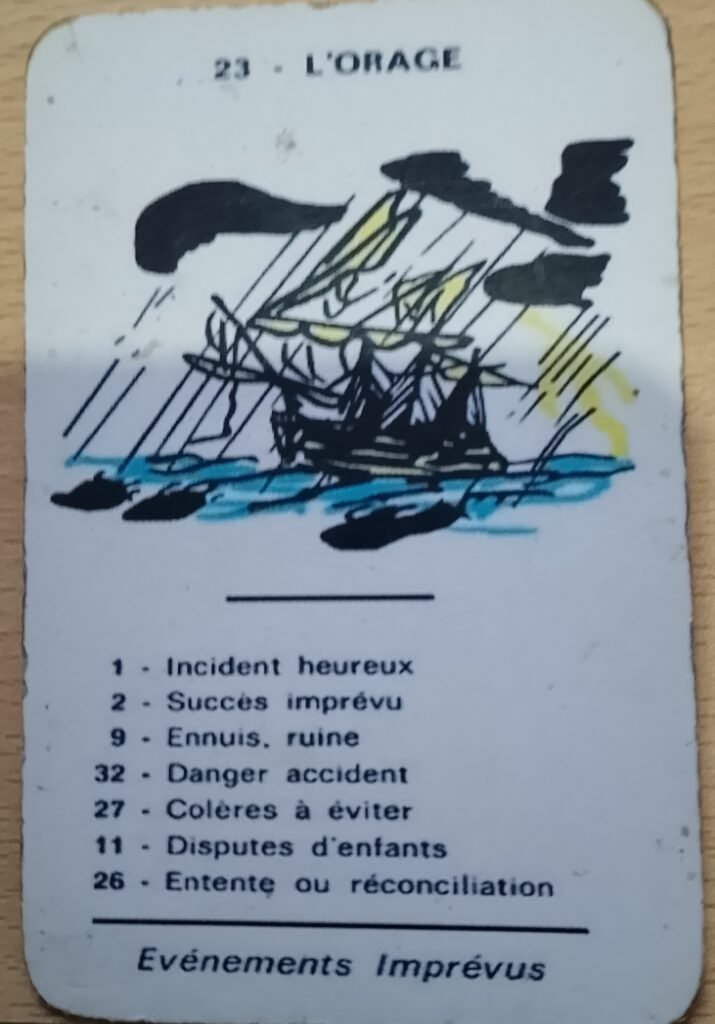 23 - L'ORAGE
1 - Incident heureux
2 - Succès imprévu
9 - Ennuis. ruine
32 - Danger accident
27 - Colères à éviter
11 - Disputes d'enfants
26 - Entente ou réconciliation
Evénements Imprévus